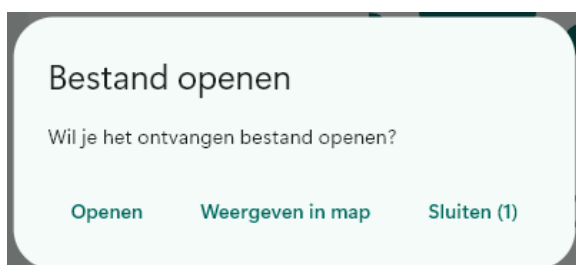 Bestand openen
Wil je het ontvangen bestand openen?
Openen Weergeven in map Sluiten (1)